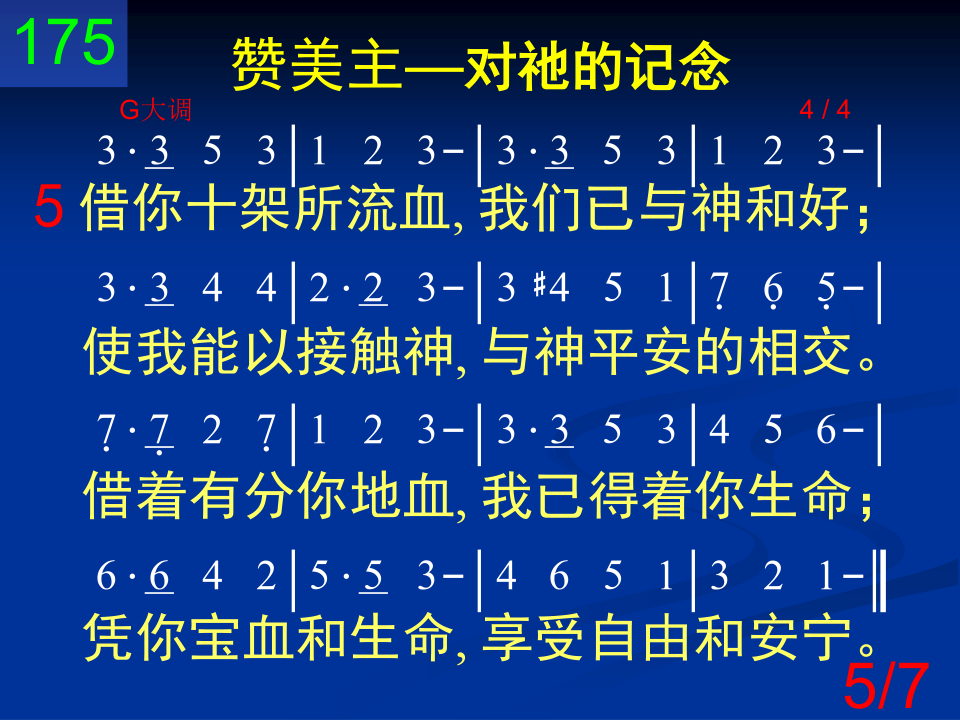 175
赞美主—对祂的记念
G大调 4 / 4
3 · 3 5 3 | 1 2 3 – | 3 · 3 5 3 | 1 2 3 – |
5 借你十架所流血, 我们已与神和好；
3 · 3 4 4 | 2 · 2 3 – | 3 ♯4 5 1 | 7̣ 6̣ 5̣ – |
使我能以接触神, 与神平安的相交。
7̣ · 7̣ 2 7̣ | 1 2 3 – | 3 · 3 5 3 | 4 5 6 – |
借着有分你地血, 我已得着你生命；
6 · 6 4 2 | 5 · 5 3 – | 4 6 5 1 | 3 2 1 – ‖
凭你宝血和生命, 享受自由和安宁。
5/7